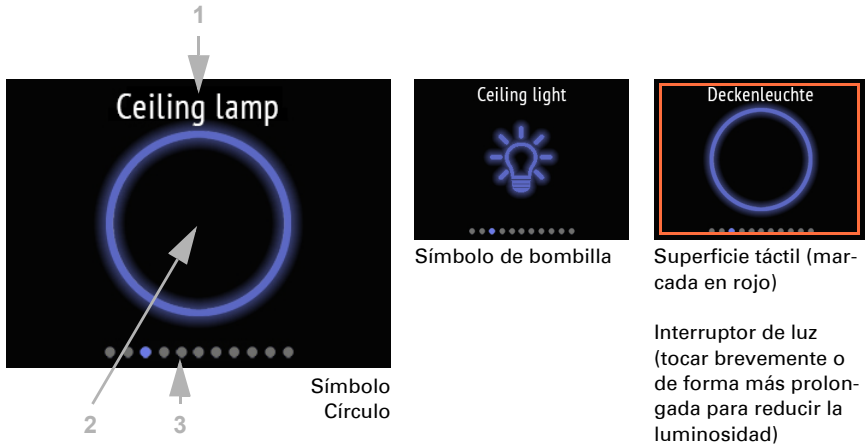 1
Ceiling lamp
2
3
Símbolo
Círculo
Ceiling light
Símbolo de bombilla
Deckenleuchte
Superficie táctil (mar-
cada en rojo)
Interruptor de luz
(tocar brevemente o
de forma más prolon-
gada para reducir la
luminosidad)